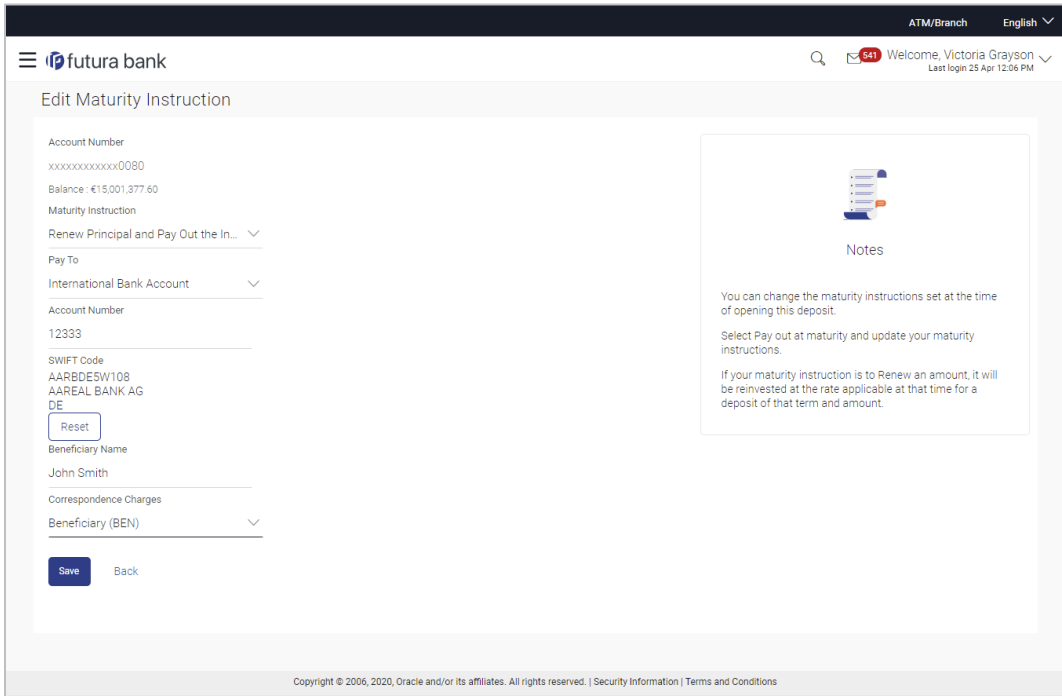 ATM/Branch English
futura bank
541 Welcome, Victoria Grayson
Last login 25 Apr 12:06 PM
Edit Maturity Instruction
Account Number
xxxxxxxxxxxx0080
Balance : €15,001,377.60
Maturity Instruction
Renew Principal and Pay Out the In...
Pay To
International Bank Account
Account Number
12333
SWIFT Code
AARBDE5W108
AAREAL BANK AG
DE
Reset
Beneficiary Name
John Smith
Correspondence Charges
Beneficiary (BEN)
Save Back
Notes
You can change the maturity instructions set at the time
of opening this deposit.
Select Pay out at maturity and update your maturity
instructions.
If your maturity instruction is to Renew an amount, it will
be reinvested at the rate applicable at that time for a
deposit of that term and amount.
Copyright © 2006, 2020, Oracle and/or its affiliates. All rights reserved. | Security Information | Terms and Conditions